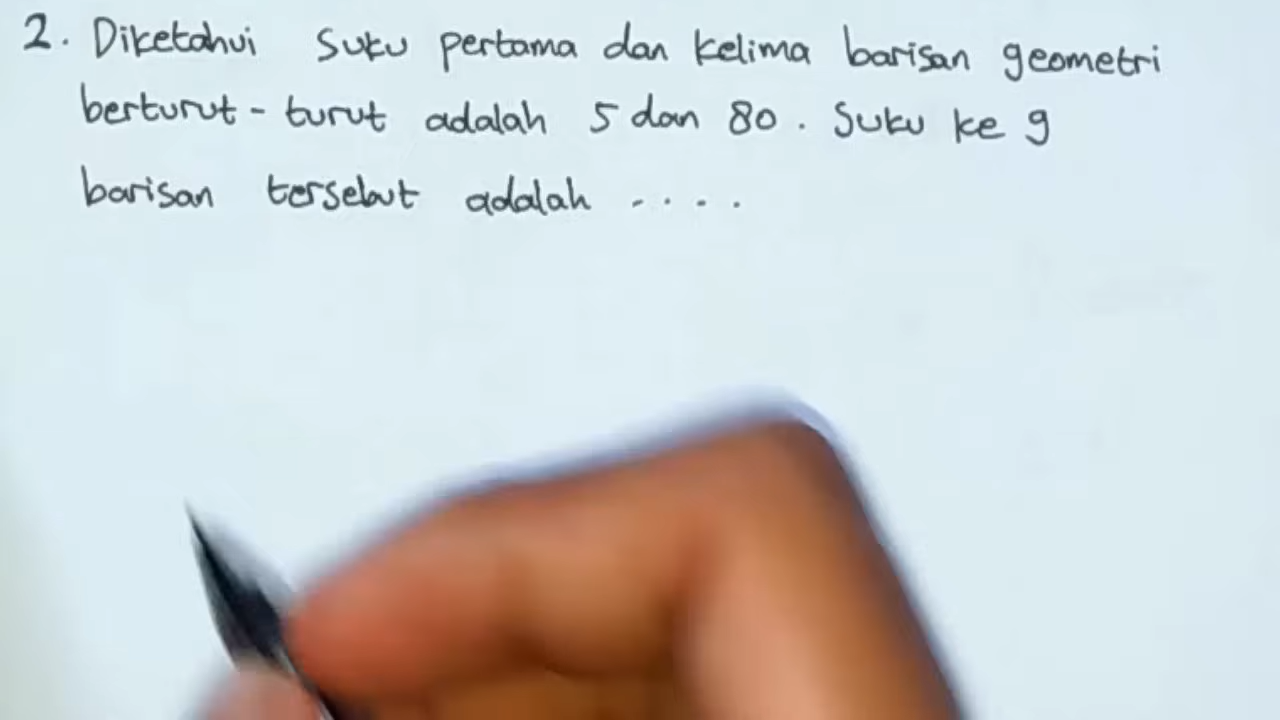 2. Diketahui suku pertama dan kelima barisan geometri
berturut - turut adalah 5 dan 80. Suku ke 9
barisan tersebut adalah ....